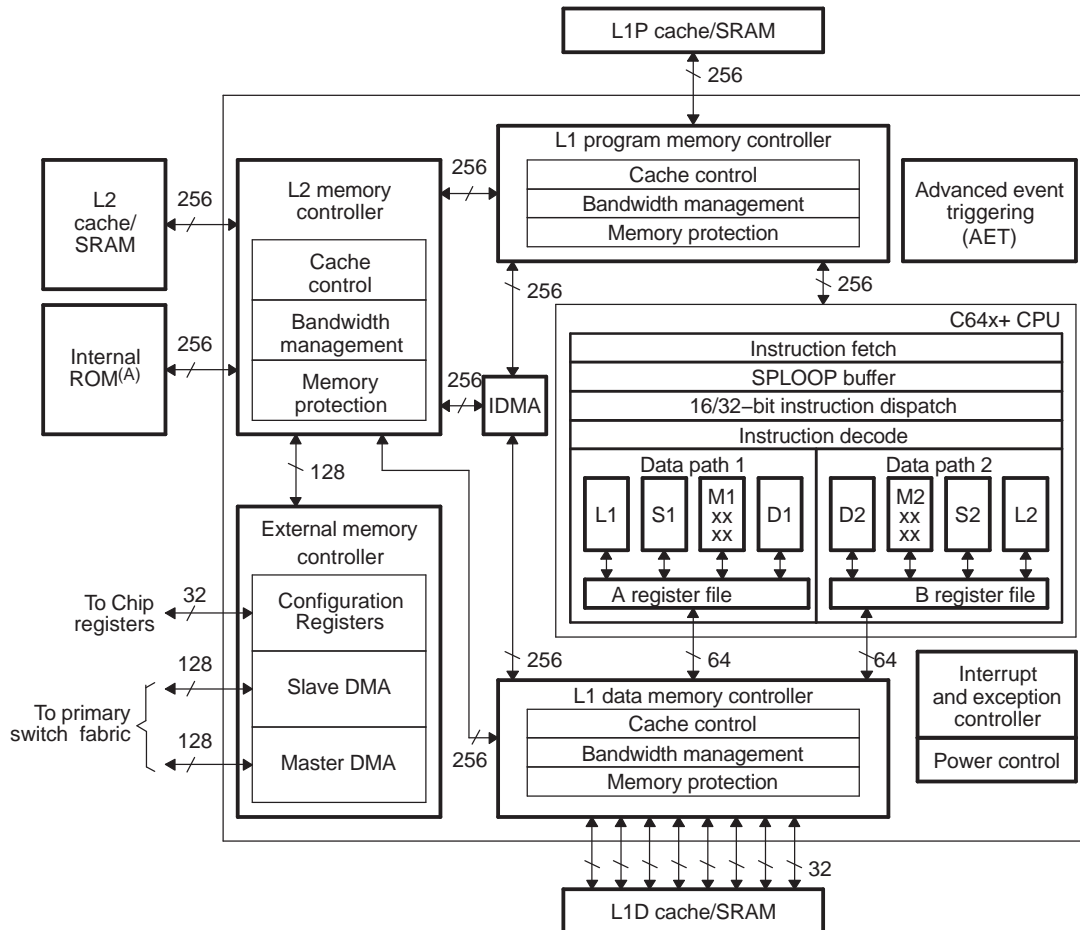 L1P cache/SRAM
256
L1 program memory controller
Cache control
Bandwidth management
Memory protection
Advanced event
triggering
(AET)
L2
cache/
SRAM
256
L2 memory
controller
Cache
control
Bandwidth
management
Memory
protection
256
Internal
ROM(A)
256
256
IDMA
256
256
C64x+ CPU
Instruction fetch
SPLOOP buffer
16/32−bit instruction dispatch
Instruction decode
Data path 1
L1
S1
M1
xx
xx
D1
A register file
Data path 2
D2
M2
xx
xx
S2
L2
B register file
128
External memory
controller
Configuration
Registers
Slave DMA
Master DMA
To Chip
registers
32
To primary
switch fabric
128
128
256
256
64
64
L1 data memory controller
Cache control
Bandwidth management
Memory protection
Interrupt
and exception
controller
Power control
32
L1D cache/SRAM